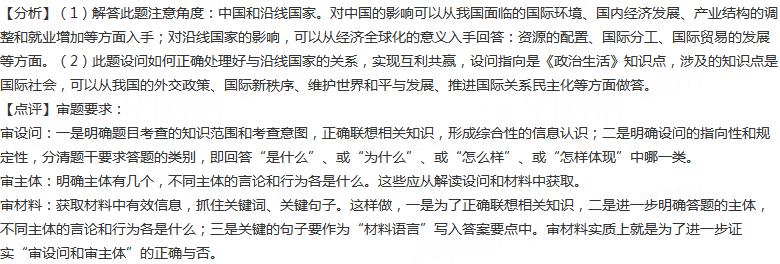 【分析】（1）解答此题注意角度：中国和沿线国家。对中国的影响可以从我国面临的国际环境、国内经济发展、产业结构的调
整和就业增加等方面入手；对沿线国家的影响，可以从经济全球化的意义入手回答：资源的配置、国际分工、国际贸易的发展
等方面。（2）此题设问如何正确处理好与沿线国家的关系，实现互利共赢，设问指向是《政治生活》知识点，涉及的知识点是
国际社会，可以从我国的外交政策、国际新秩序、维护世界和平与发展、推进国际关系民主化等方面做答。
【点评】审题要求：
审设问：一是明确题目考查的知识范围和考查意图，正确联想相关知识，形成综合性的信息认识；二是明确设问的指向性和规
定性，分清题干要求答题的类别，即回答“是什么”、或“为什么”、或“怎么样”、或“怎样体现”中哪一类。
审主体：明确主体有几个，不同主体的言论和行为各是什么。这些应从解读设问和材料中获取。
审材料：获取材料中有效信息，抓住关键词、关键句子。这样做，一是为了正确联想相关知识，二是进一步明确答题的主体，
不同主体的言论和行为各是什么；三是关键的句子要作为“材料语言”写入答案要点中。审材料实质上就是为了进一步证
实“审设问和审主体”的正确与否。